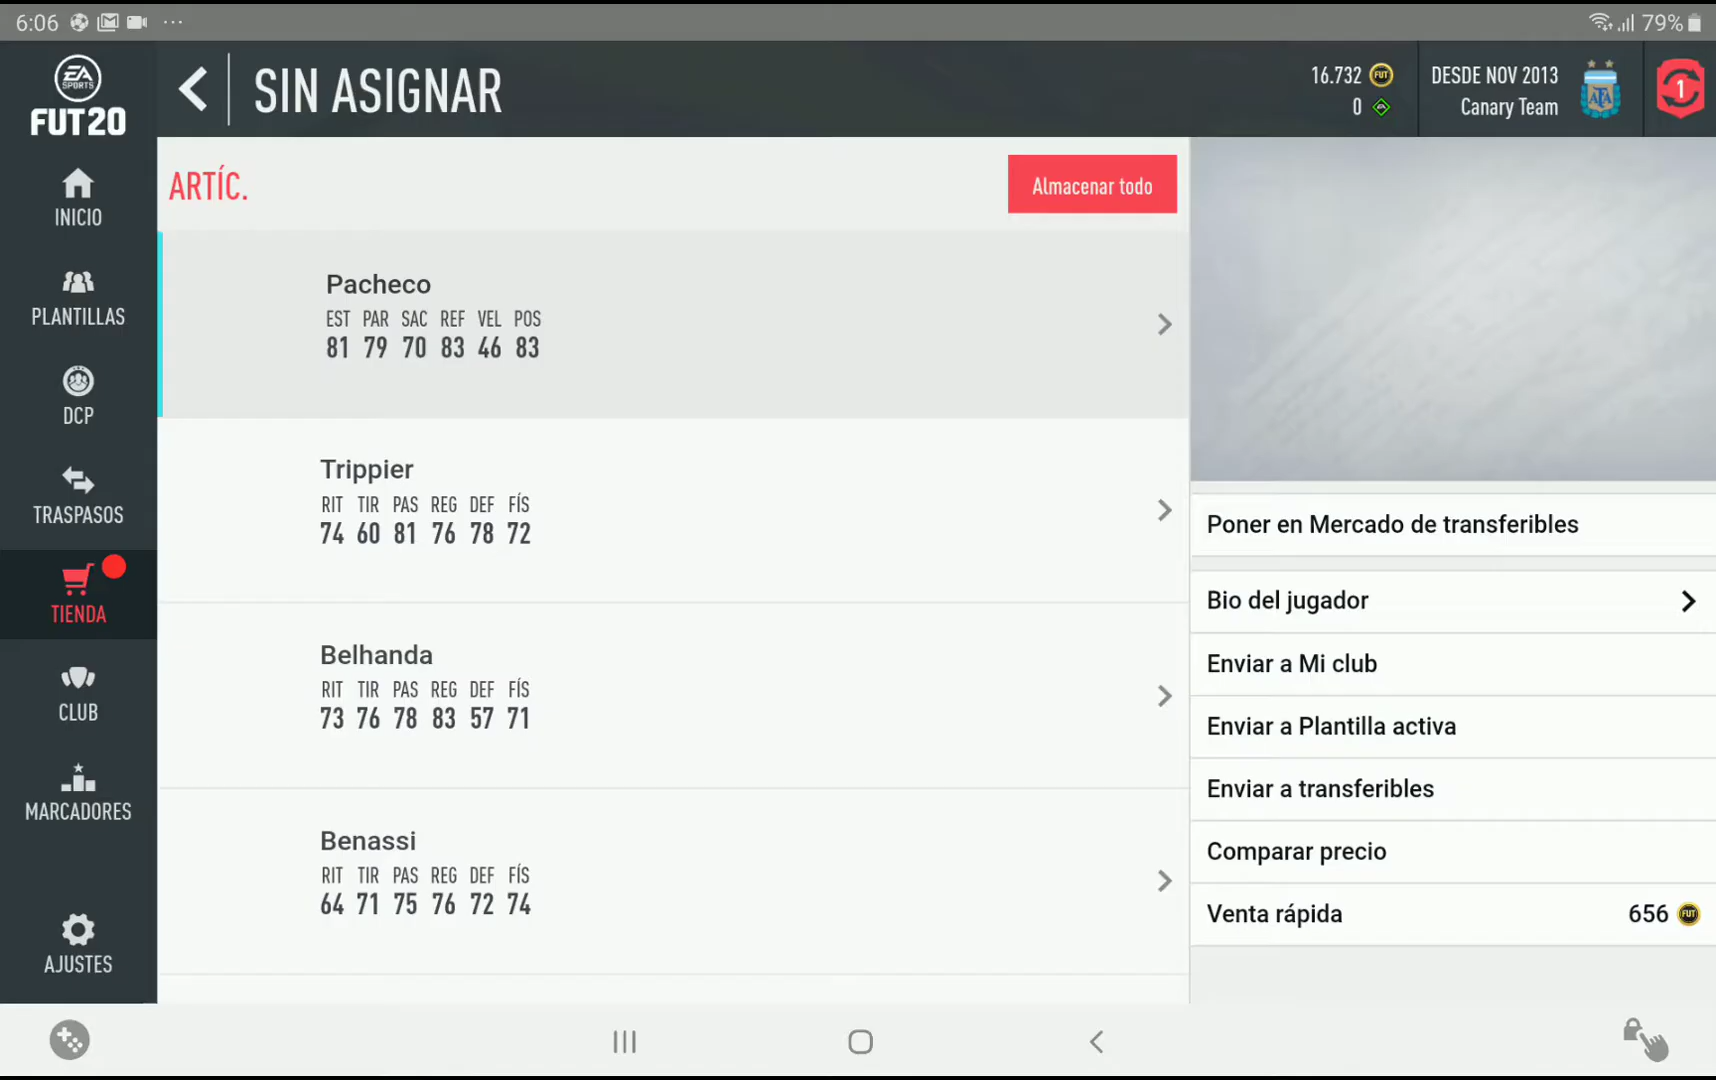 6:06
79%
EA
SPORTS
FUT20
SIN ASIGNAR
16.732 FUT
0
DESDE NOV 2013
Canary Team
AFA
1
INICIO
PLANTILLAS
DCP
TRASPASOS
TIENDA
CLUB
MARCADORES
AJUSTES
ARTÍC.
Almacenar todo
Pacheco
EST PAR SAC REF VEL POS
81 79 70 83 46 83
Trippier
RIT TIR PAS REG DEF FÍS
74 60 81 76 78 72
Belhanda
RIT TIR PAS REG DEF FÍS
73 76 78 83 57 71
Benassi
RIT TIR PAS REG DEF FÍS
64 71 75 76 72 74
Poner en Mercado de transferibles
Bio del jugador
Enviar a Mi club
Enviar a Plantilla activa
Enviar a transferibles
Comparar precio
Venta rápida 656 FUT